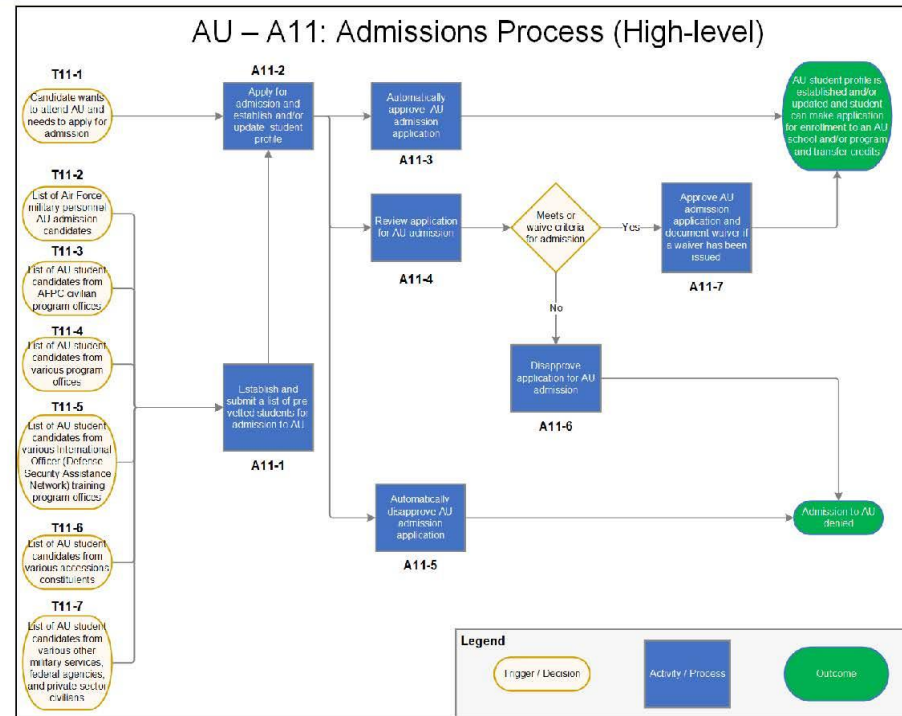 AU – A11: Admissions Process (High-level)
T11-1
Candidate wants
to attend AU and
needs to apply for
admission
T11-2
List of Air Force
military personnel
AU admission
candidates
T11-3
List of AU student
candidates from
AFPC civilian
program offices
T11-4
List of AU student
candidates from
various program
offices
T11-5
List of AU student
candidates from
various International
Officer (Defense
Security Assistance
Network) training
program offices
T11-6
List of AU student
candidates from
various accessions
constituents
T11-7
List of AU student
candidates from
various other
military services,
federal agencies,
and private sector
civilians
A11-2
Apply for
admission and
establish and/or
update student
profile
Establish and
submit a list of pre
vetted students for
admission to AU
A11-1
Automatically
approve AU
admission
application
A11-3
Review application
for AU admission
A11-4
Meets or
waive criteria
for admission
Yes
No
Approve AU
admission
application and
document waiver if
a waiver has been
issued
A11-7
Disapprove
application for AU
admission
A11-6
Automatically
disapprove AU
admission
application
A11-5
AU student profile is
established and/or
updated and student
can make application
for enrollment to an AU
school and/or program
and transfer credits
Admission to AU
denied
Legend
Trigger / Decision
Activity / Process
Outcome